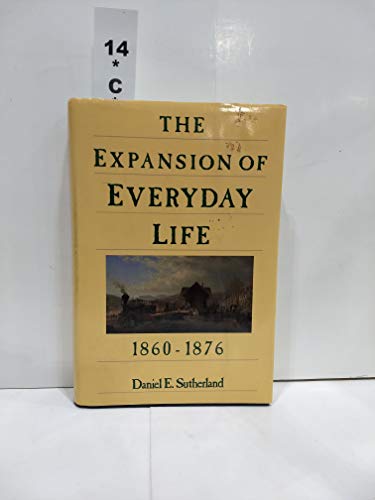 14
* C *
THE
EXPANSION OF
EVERYDAY
LIFE
1860-1876
Daniel E. Sutherland